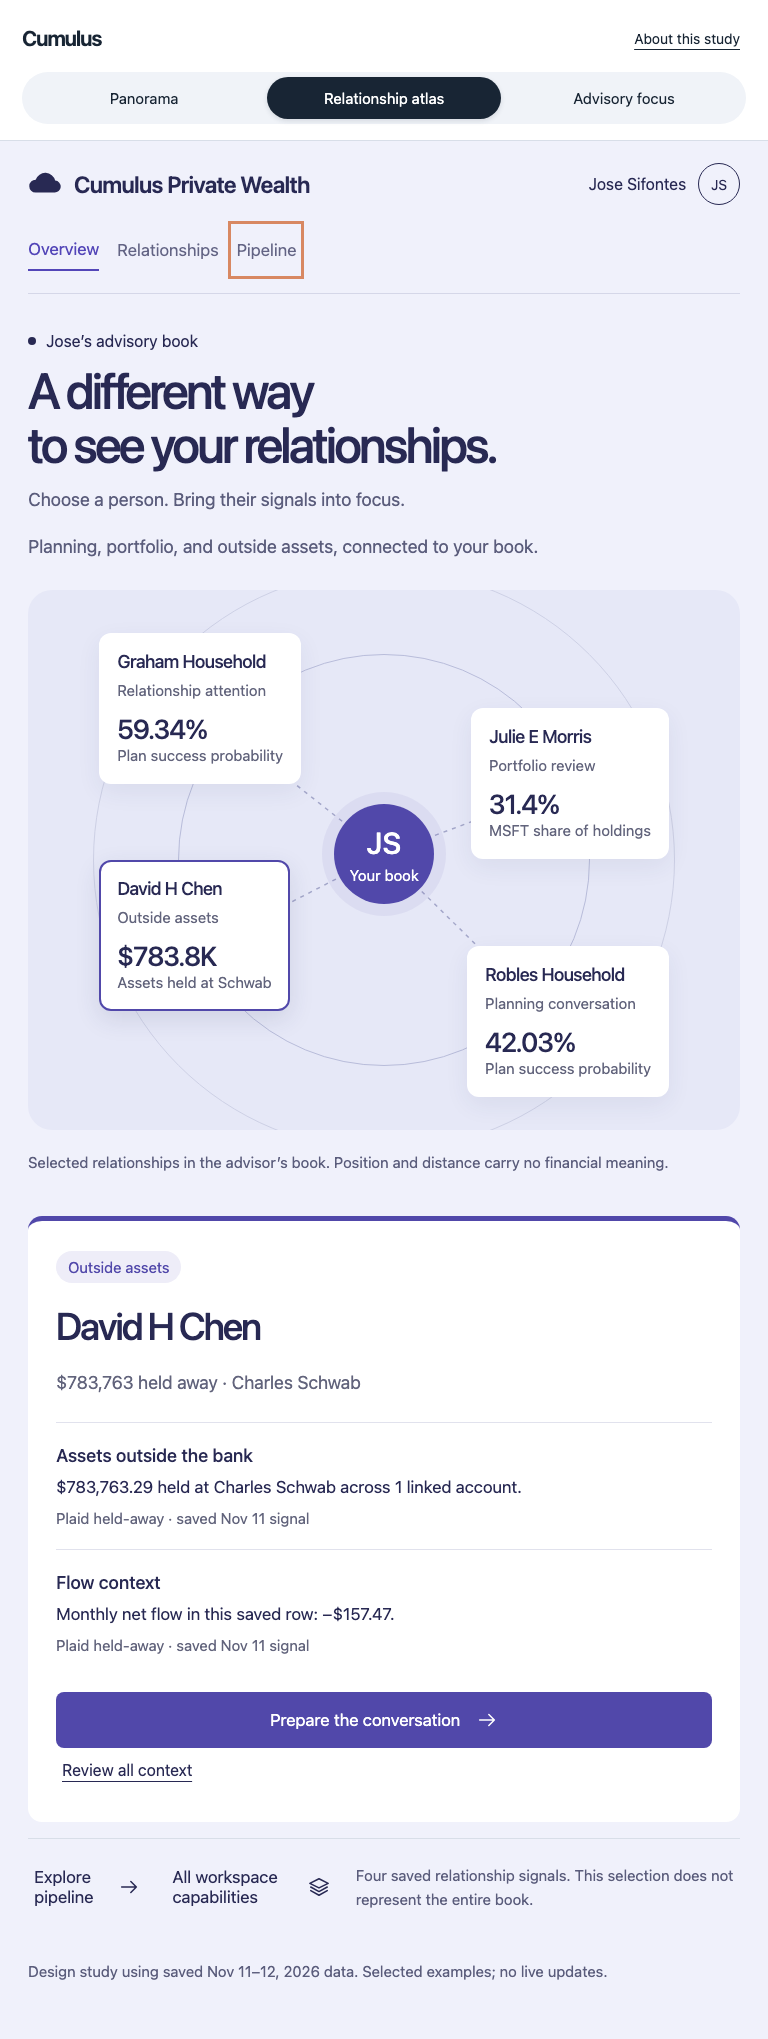 Cumulus
About this study
Panorama
Relationship atlas
Advisory focus
Cumulus Private Wealth
Jose Sifontes
JS
Overview
Relationships
Pipeline
Jose’s advisory book
A different way
to see your relationships.
Choose a person. Bring their signals into focus.
Planning, portfolio, and outside assets, connected to your book.
Graham Household
Relationship attention
59.34%
Plan success probability
Julie E Morris
Portfolio review
31.4%
MSFT share of holdings
JS
Your book
David H Chen
Outside assets
$783.8K
Assets held at Schwab
Robles Household
Planning conversation
42.03%
Plan success probability
Selected relationships in the advisor’s book. Position and distance carry no financial meaning.
Outside assets
David H Chen
$783,763 held away · Charles Schwab
Assets outside the bank
$783,763.29 held at Charles Schwab across 1 linked account.
Plaid held-away · saved Nov 11 signal
Flow context
Monthly net flow in this saved row: −$157.47.
Plaid held-away · saved Nov 11 signal
Prepare the conversation →
Review all context
Explore
pipeline →
All workspace
capabilities
Four saved relationship signals. This selection does not
represent the entire book.
Design study using saved Nov 11–12, 2026 data. Selected examples; no live updates.